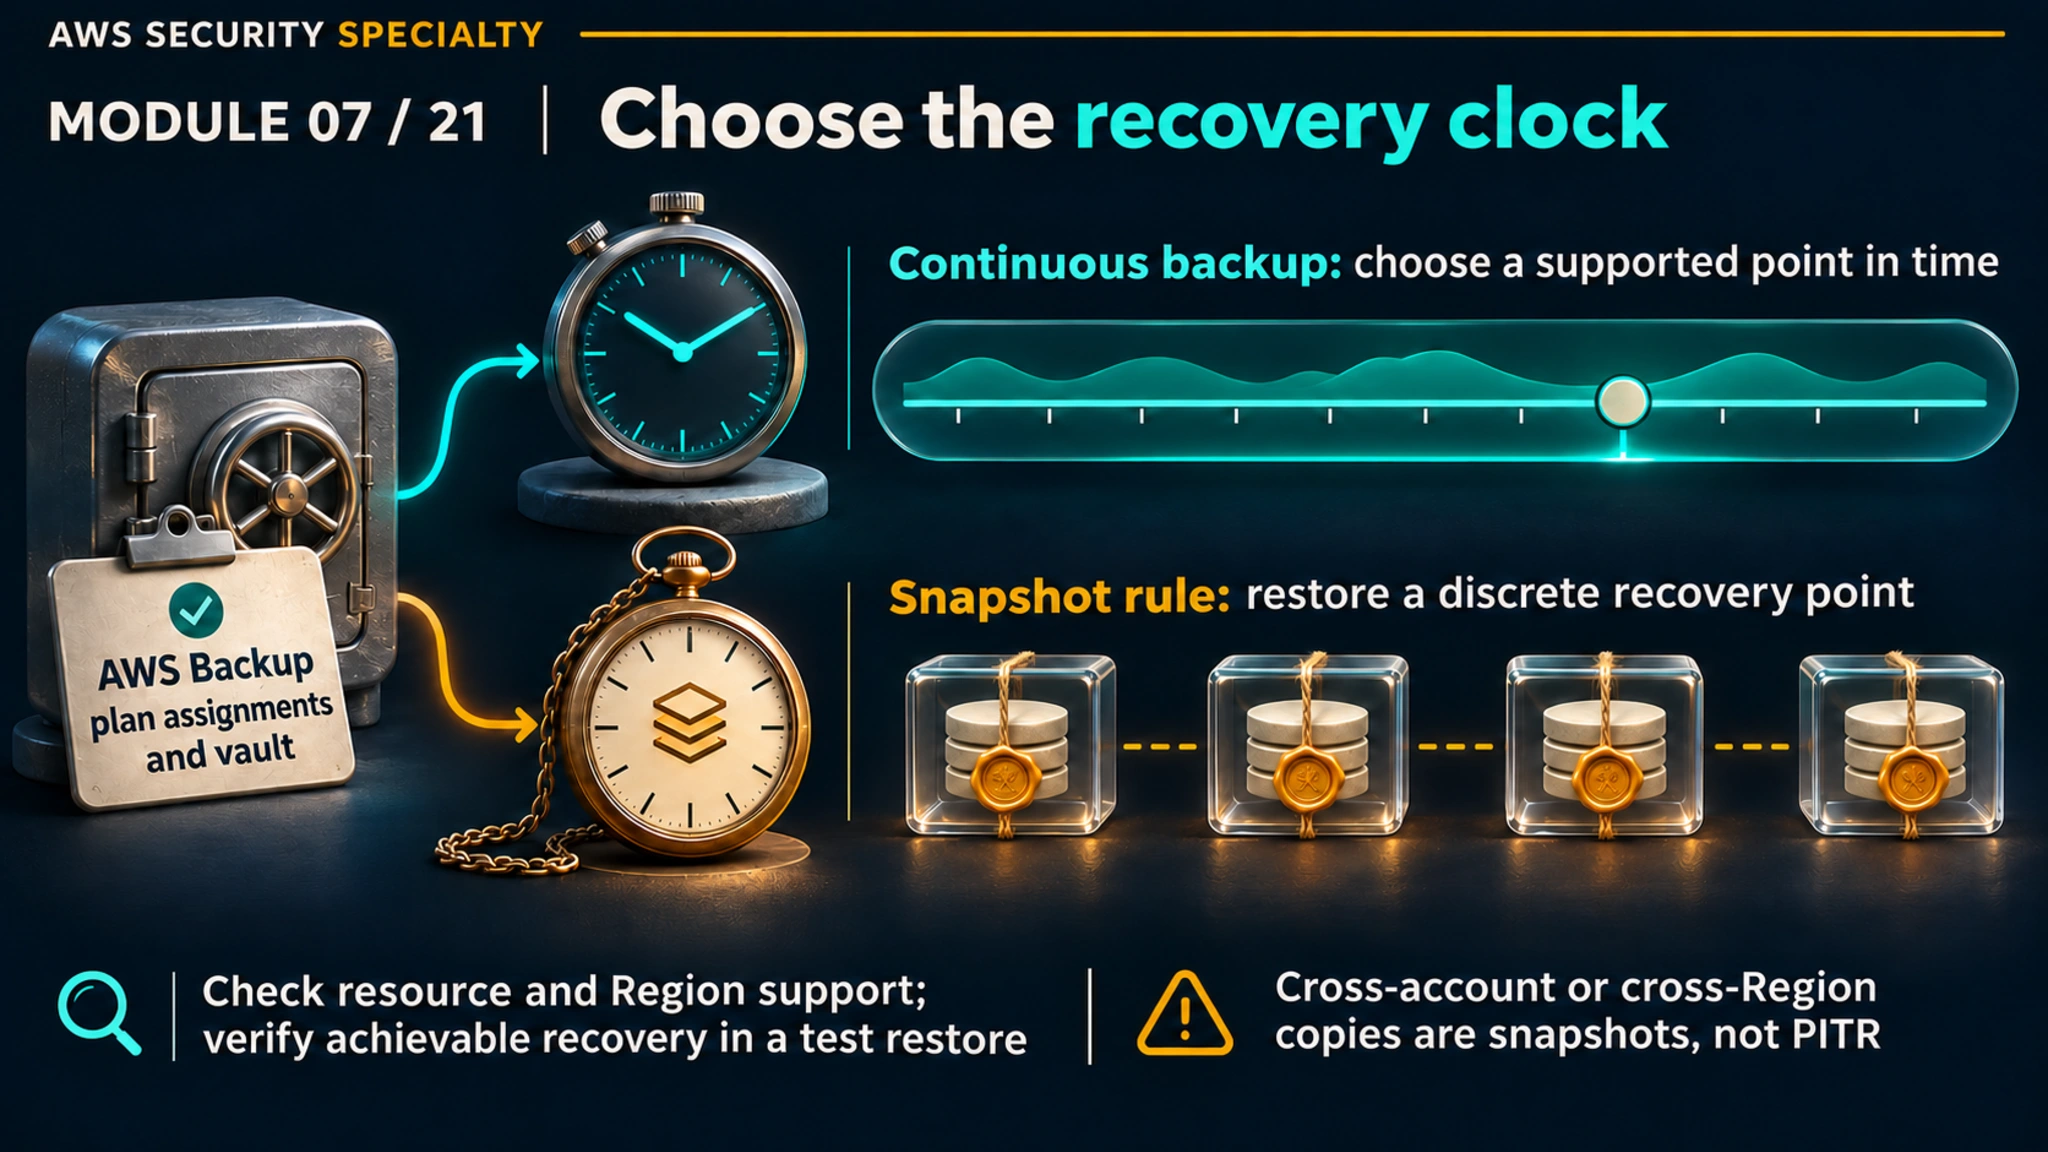 AWS SECURITY SPECIALTY
MODULE 07 / 21
Choose the recovery clock
Continuous backup: choose a supported point in time
AWS Backup
plan assignments
and vault
Snapshot rule: restore a discrete recovery point
Check resource and Region support;
verify achievable recovery in a test restore
Cross-account or cross-Region
copies are snapshots, not PITR